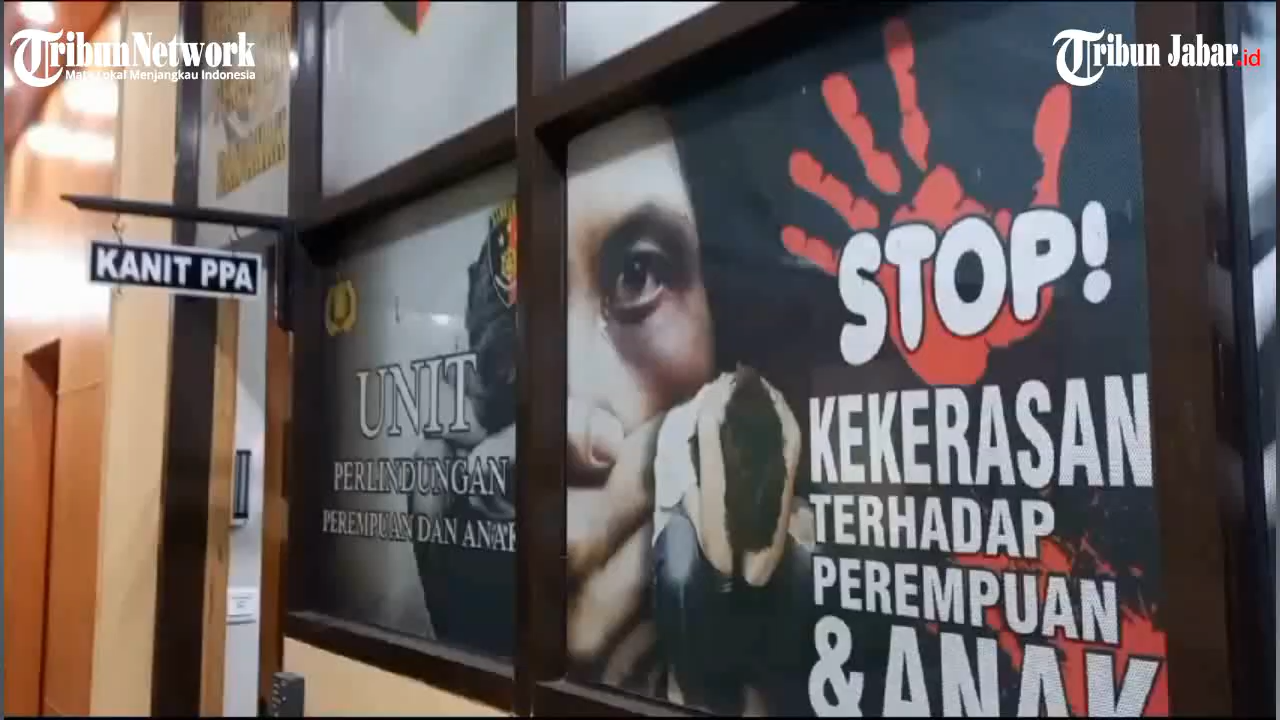 TribunNetwork
Mata Lokal Menjangkau Indonesia
Tribun Jabar.id
KANIT PPA
UNIT
PERLINDUNGAN
PEREMPUAN DAN ANAK
STOP!
KEKERASAN
TERHADAP
PEREMPUAN
& ANAK